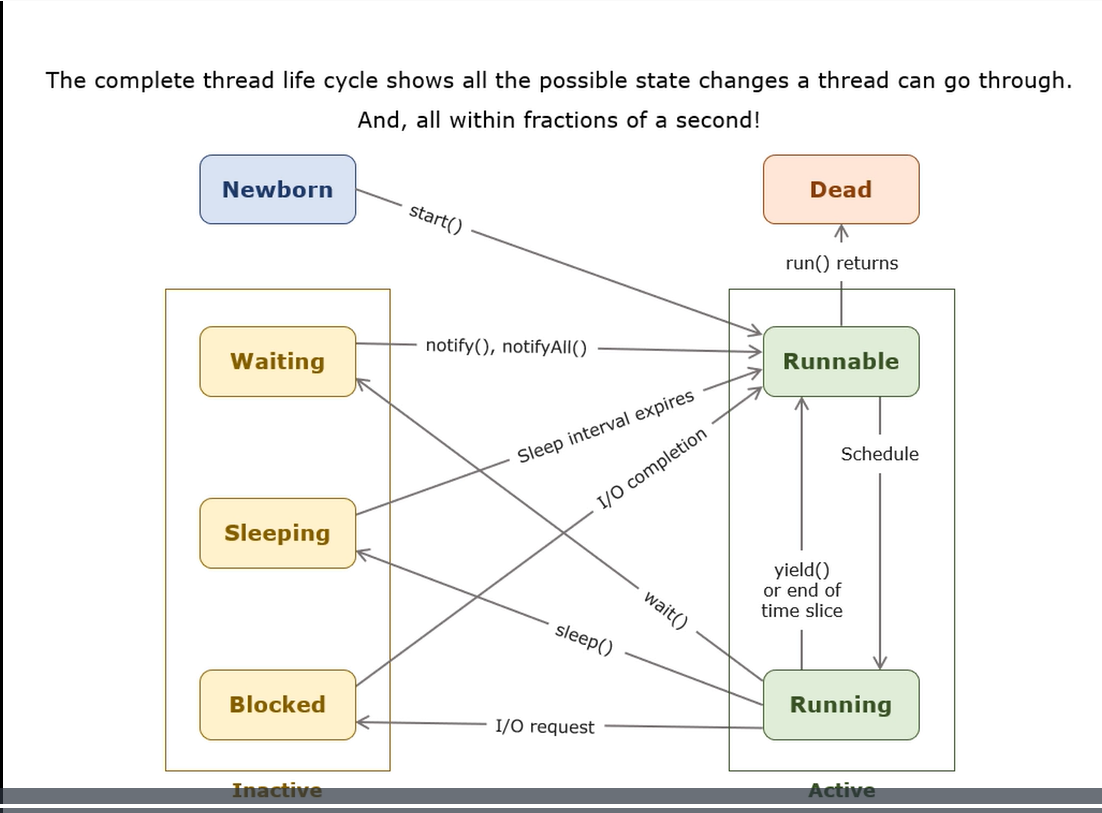 The complete thread life cycle shows all the possible state changes a thread can go through.
And, all within fractions of a second!
Newborn
Dead
start()
run() returns
Waiting
notify(), notifyAll()
Runnable
Sleep interval expires
I/O completion
Schedule
Sleeping
yield()
or end of
time slice
wait()
sleep()
Blocked
I/O request
Running
Inactive
Active